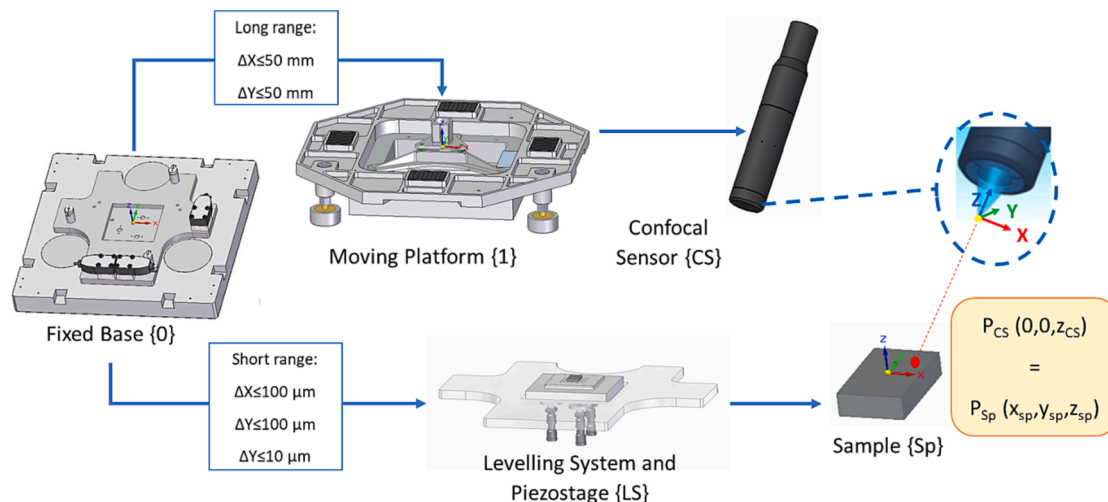 Long range:
ΔX≤50 mm
ΔY≤50 mm
Moving Platform {1}
Confocal
Sensor {CS}
Z
Y
X
Fixed Base {0}
Short range:
ΔX≤100 µm
ΔY≤100 µm
ΔY≤10 µm
Levelling System and
Piezostage {LS}
Sample {Sp}
P_CS (0,0,z_CS)
=
P_Sp (x_sp,y_sp,z_sp)